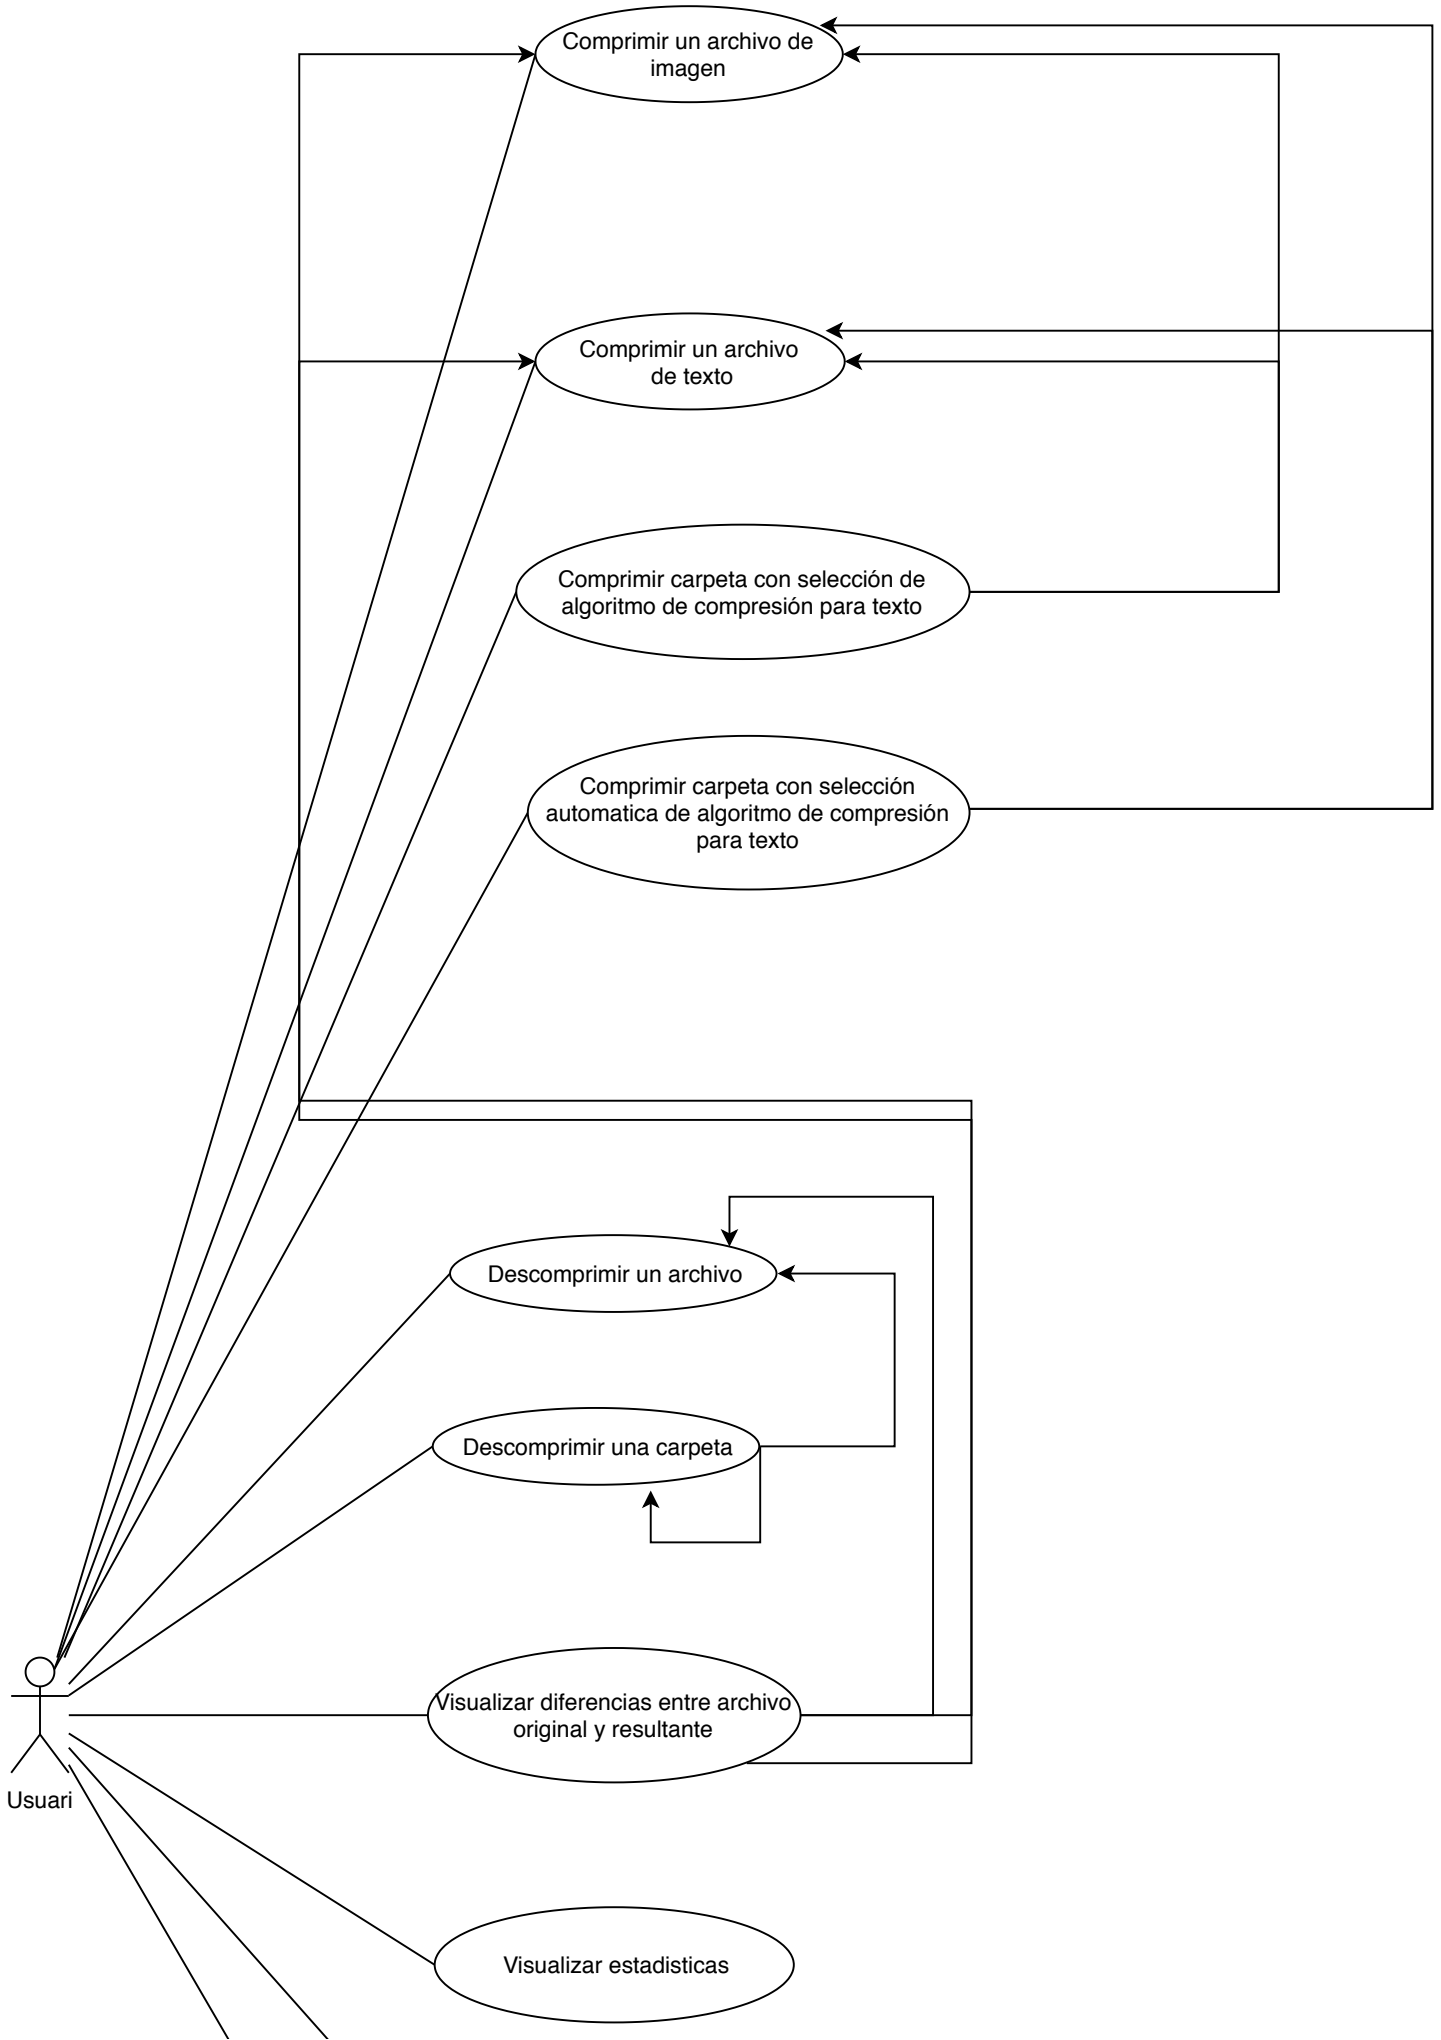 Comprimir un archivo de
imagen
Comprimir un archivo
de texto
Comprimir carpeta con selección de
algoritmo de compresión para texto
Comprimir carpeta con selección
automatica de algoritmo de compresión
para texto
Descomprimir un archivo
Descomprimir una carpeta
Visualizar diferencias entre archivo
original y resultante
Usuari
Visualizar estadisticas